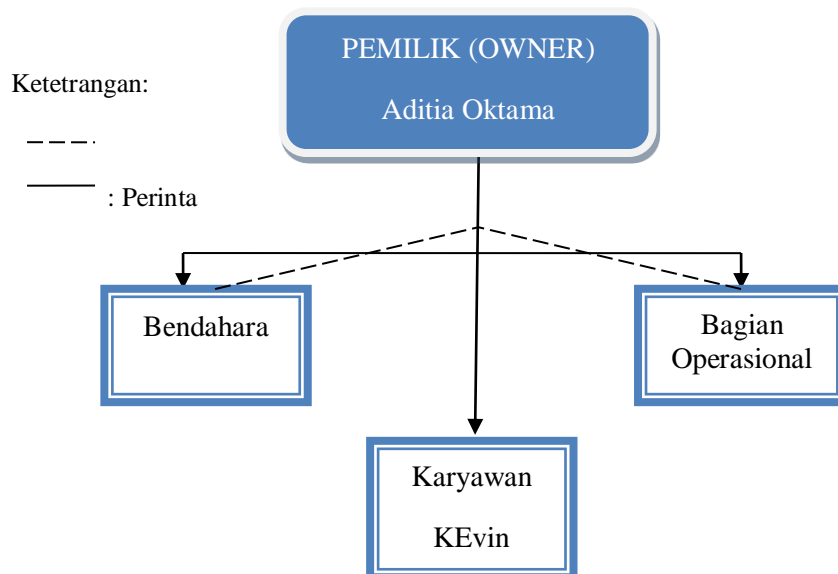 PEMILIK (OWNER)
Aditia Oktama
Ketetrangan:
: Perinta
Bendahara
Bagian
Operasional
Karyawan
KEvin